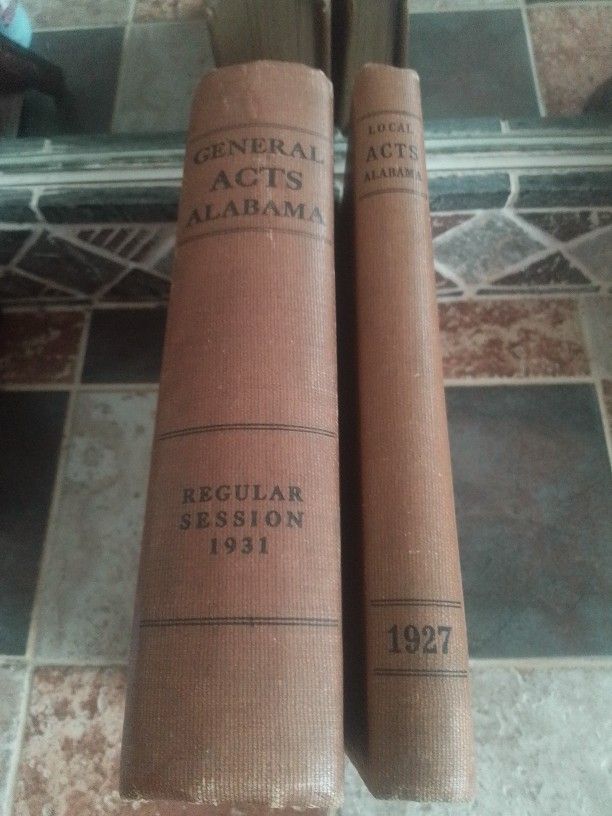 GENERAL
ACTS
ALABAMA
REGULAR
SESSION
1931
LOCAL
ACTS
ALABAMA
1927